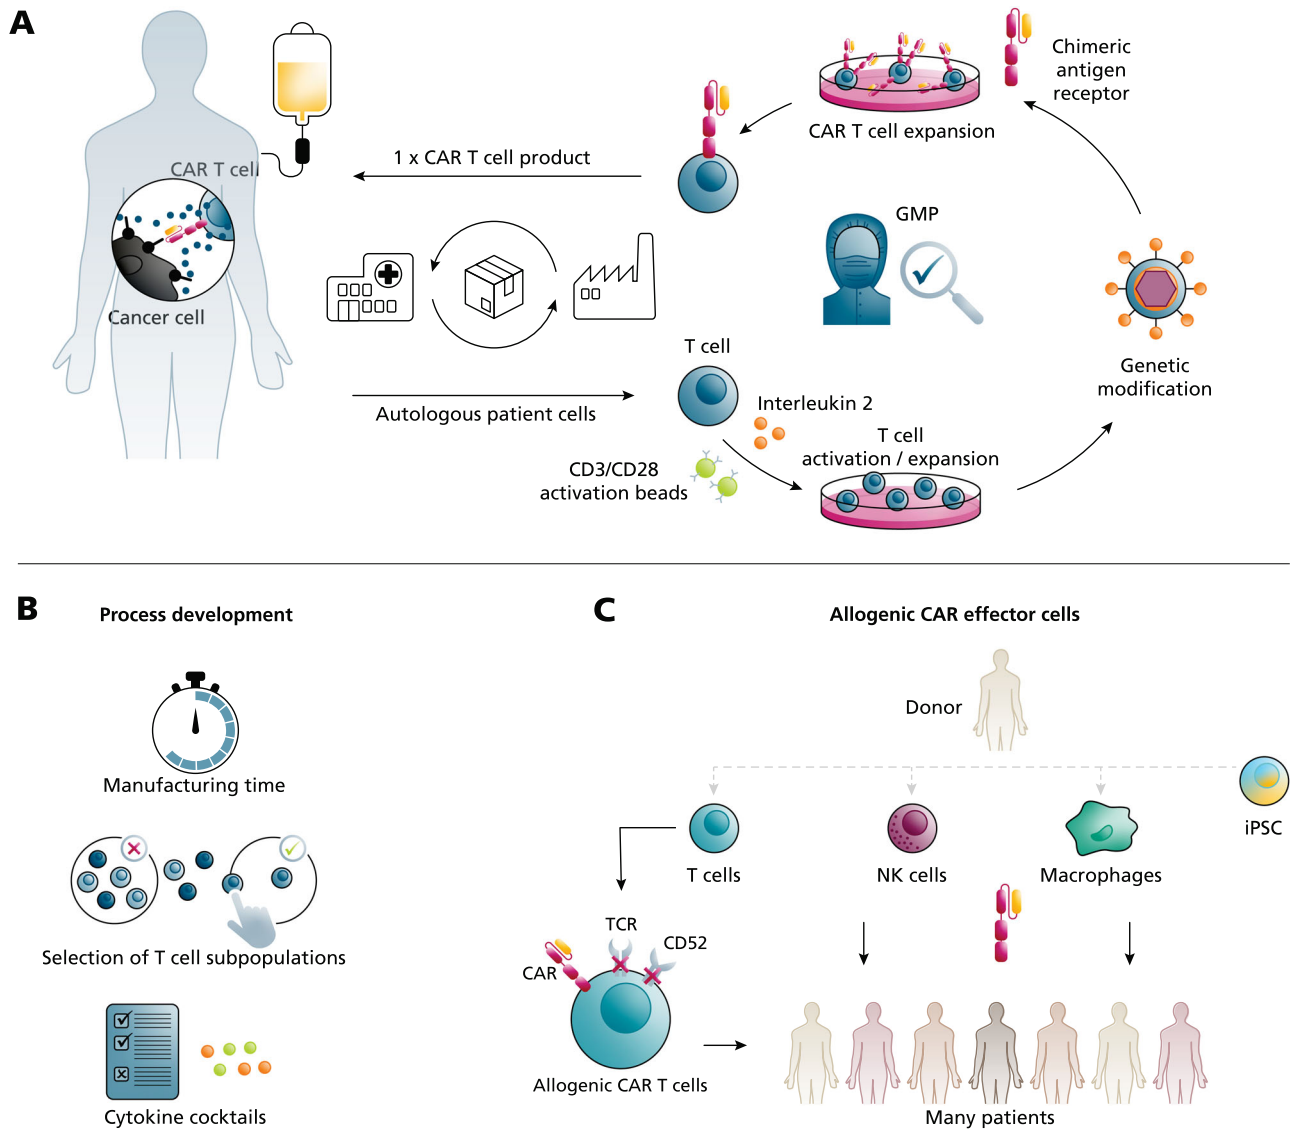 A
CAR T cell
Cancer cell
1 x CAR T cell product
Autologous patient cells
T cell
Interleukin 2
CD3/CD28
activation beads
T cell
activation / expansion
Genetic
modification
GMP
Chimeric
antigen
receptor
CAR T cell expansion
B
Process development
Manufacturing time
Selection of T cell subpopulations
Cytokine cocktails
C
Allogenic CAR effector cells
Donor
iPSC
T cells
NK cells
Macrophages
TCR
CD52
CAR
Allogenic CAR T cells
Many patients